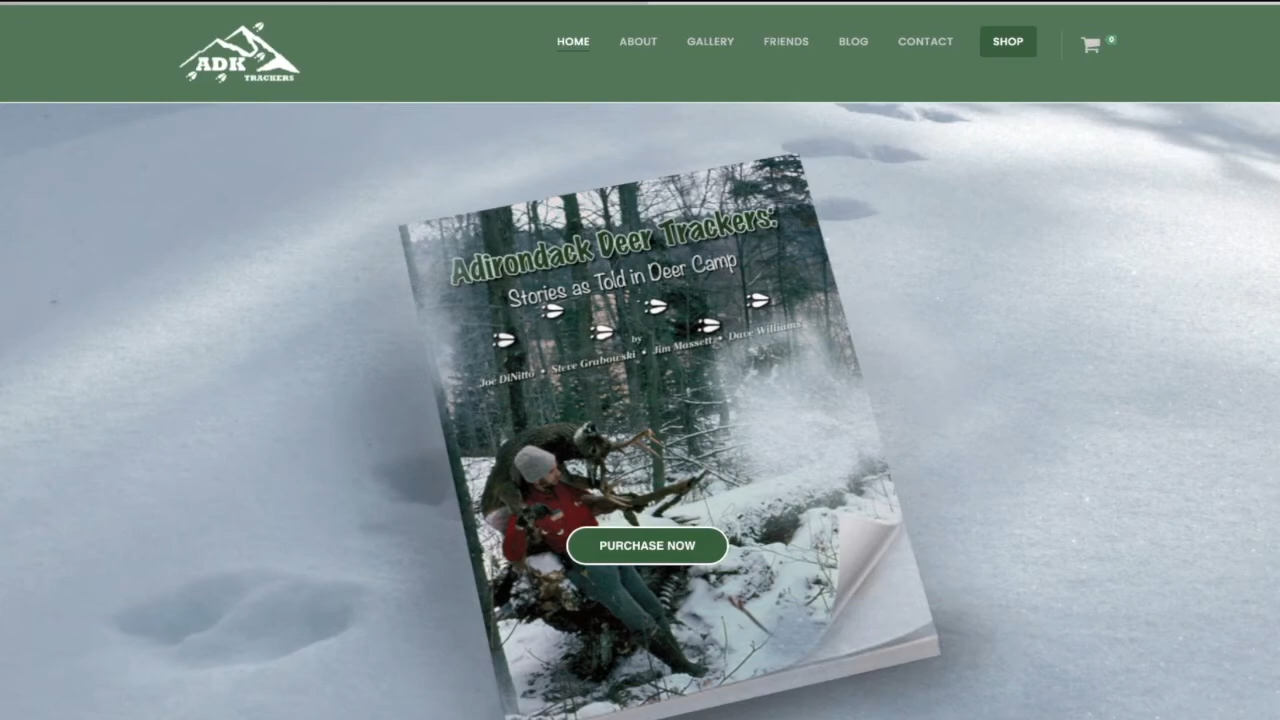 ADK
TRACKERS
HOME
ABOUT
GALLERY
FRIENDS
BLOG
CONTACT
SHOP
0
Adirondack Deer Trackers:
Stories as Told in Deer Camp
by
Joe DiNitto • Steve Grabowski • Jim Massett • Dave Williams
PURCHASE NOW